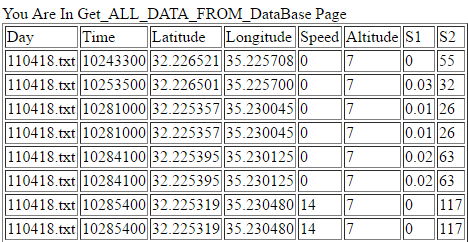 You Are In Get_ALL_DATA_FROM_DataBase Page
Day Time Latitude Longitude Speed Altitude S1 S2
110418.txt 10243300 32.226521 35.225708 0 7 0 55
110418.txt 10253500 32.226501 35.225700 0 7 0.03 32
110418.txt 10281000 32.225357 35.230045 0 7 0.01 26
110418.txt 10281000 32.225357 35.230045 0 7 0.01 26
110418.txt 10284100 32.225395 35.230125 0 7 0.02 63
110418.txt 10284100 32.225395 35.230125 0 7 0.02 63
110418.txt 10285400 32.225319 35.230480 14 7 0 117
110418.txt 10285400 32.225319 35.230480 14 7 0 117